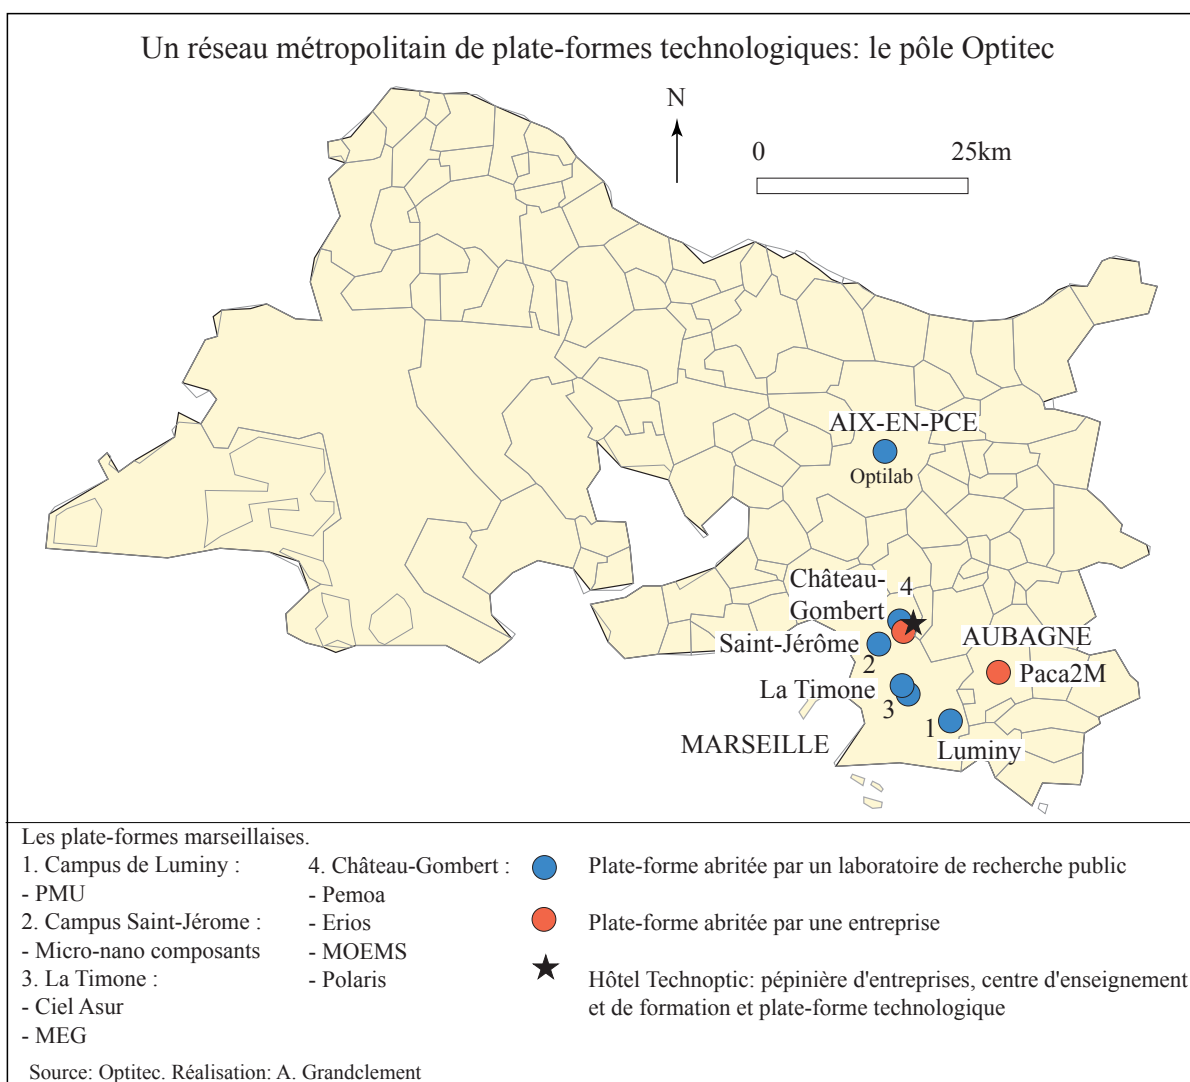 Un réseau métropolitain de plate-formes technologiques: le pôle Optitec
N
0 25km
AIX-EN-PCE
Optilab
Château-
Gombert
4
Saint-Jérôme
2
AUBAGNE
Paca2M
La Timone
3
MARSEILLE
1
Luminy
Les plate-formes marseillaises.
1. Campus de Luminy :
- PMU
2. Campus Saint-Jérome :
- Micro-nano composants
3. La Timone :
- Ciel Asur
- MEG
4. Château-Gombert :
- Pemoa
- Erios
- MOEMS
- Polaris
Plate-forme abritée par un laboratoire de recherche public
Plate-forme abritée par une entreprise
Hôtel Technoptic: pépinière d'entreprises, centre d'enseignement
et de formation et plate-forme technologique
Source: Optitec. Réalisation: A. Grandclement